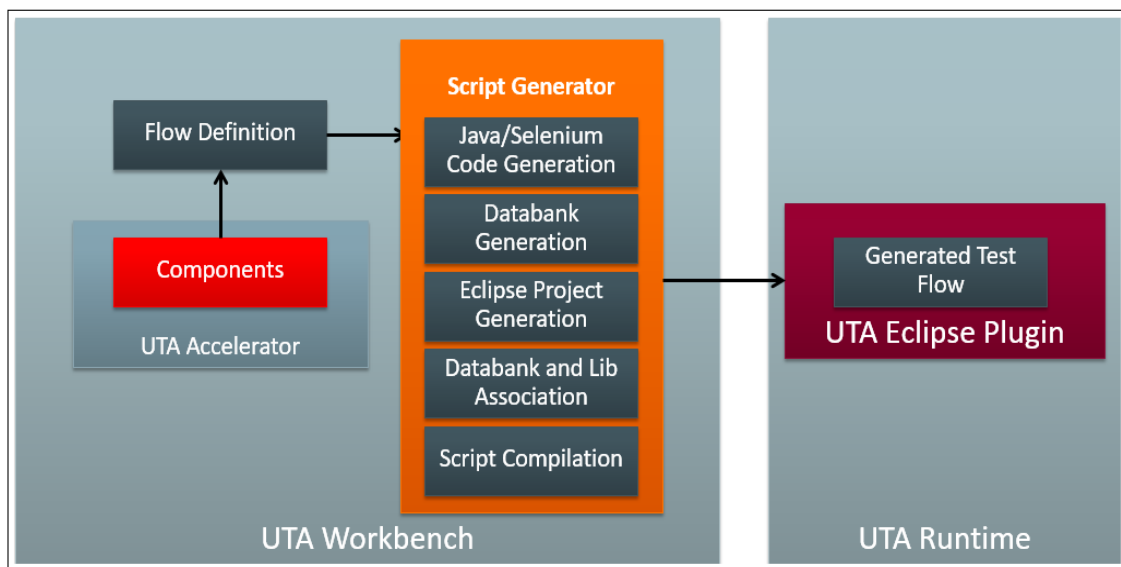 Script Generator
Flow Definition
Java/Selenium
Code Generation
Databank
Generation
Components
Generated Test
Flow
Eclipse Project
Generation
UTA Eclipse Plugin
UTA Accelerator
Databank and Lib
Association
Script Compilation
UTA Workbench
UTA Runtime